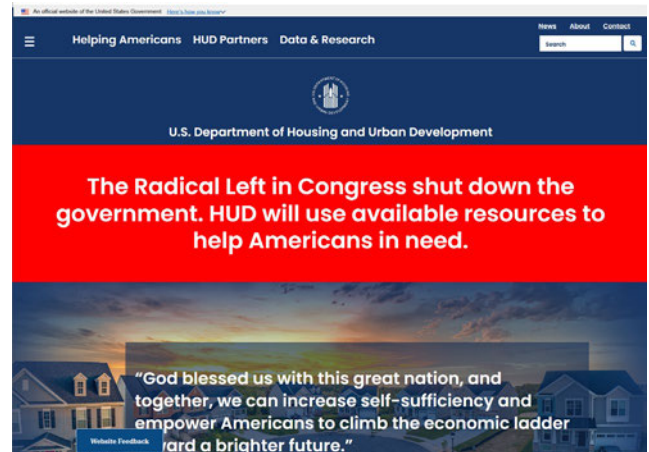 An official website of the United States Government Here's how you know
News About Contact
Helping Americans HUD Partners Data & Research
Search
U.S. Department of Housing and Urban Development
The Radical Left in Congress shut down the
government. HUD will use available resources to
help Americans in need.
“God blessed us with this great nation, and
together, we can increase self-sufficiency and
empower Americans to climb the economic ladder
ard a brighter future.”
Website Feedback